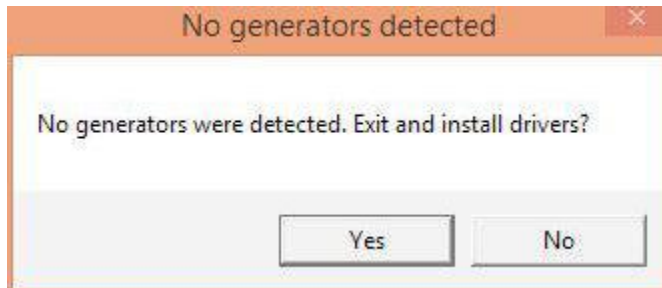 No generators detected
No generators were detected. Exit and install drivers?
Yes
No